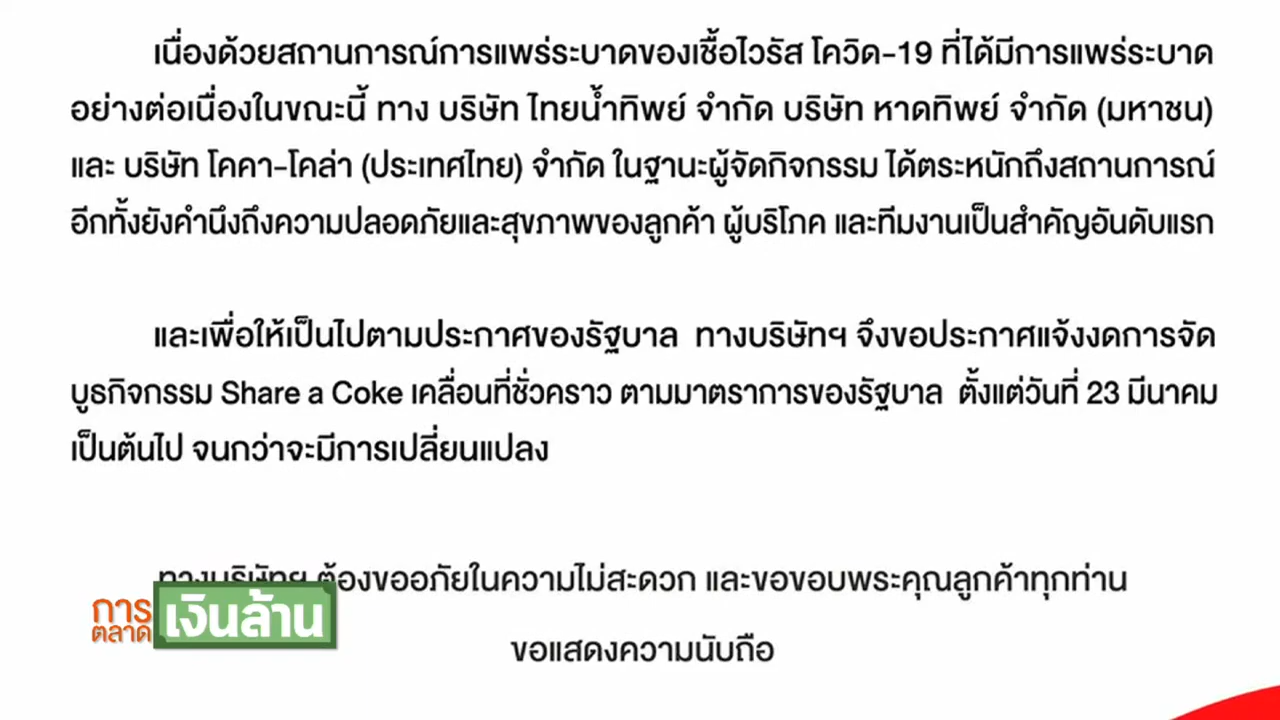 เนื่องด้วยสถานการณ์การแพร่ระบาดของเชื้อไวรัส โควิด-19 ที่ได้มีการแพร่ระบาด
อย่างต่อเนื่องในขณะนี้ ทาง บริษัท ไทยน้ำทิพย์ จำกัด บริษัท หาดทิพย์ จำกัด (มหาชน)
และ บริษัท โคคา-โคล่า (ประเทศไทย) จำกัด ในฐานะผู้จัดกิจกรรม ได้ตระหนักถึงสถานการณ์
อีกทั้งยังคำนึงถึงความปลอดภัยและสุขภาพของลูกค้า ผู้บริโภค และทีมงานเป็นสำคัญอันดับแรก
และเพื่อให้เป็นไปตามประกาศของรัฐบาล ทางบริษัทฯ จึงขอประกาศแจ้งงดการจัด
บูธกิจกรรม Share a Coke เคลื่อนที่ชั่วคราว ตามมาตราการของรัฐบาล ตั้งแต่วันที่ 23 มีนาคม
เป็นต้นไป จนกว่าจะมีการเปลี่ยนแปลง
ทางบริษัทฯ ต้องขออภัยในความไม่สะดวก และขอขอบพระคุณลูกค้าทุกท่าน
ขอแสดงความนับถือ
การ
ตลาด
เงินล้าน